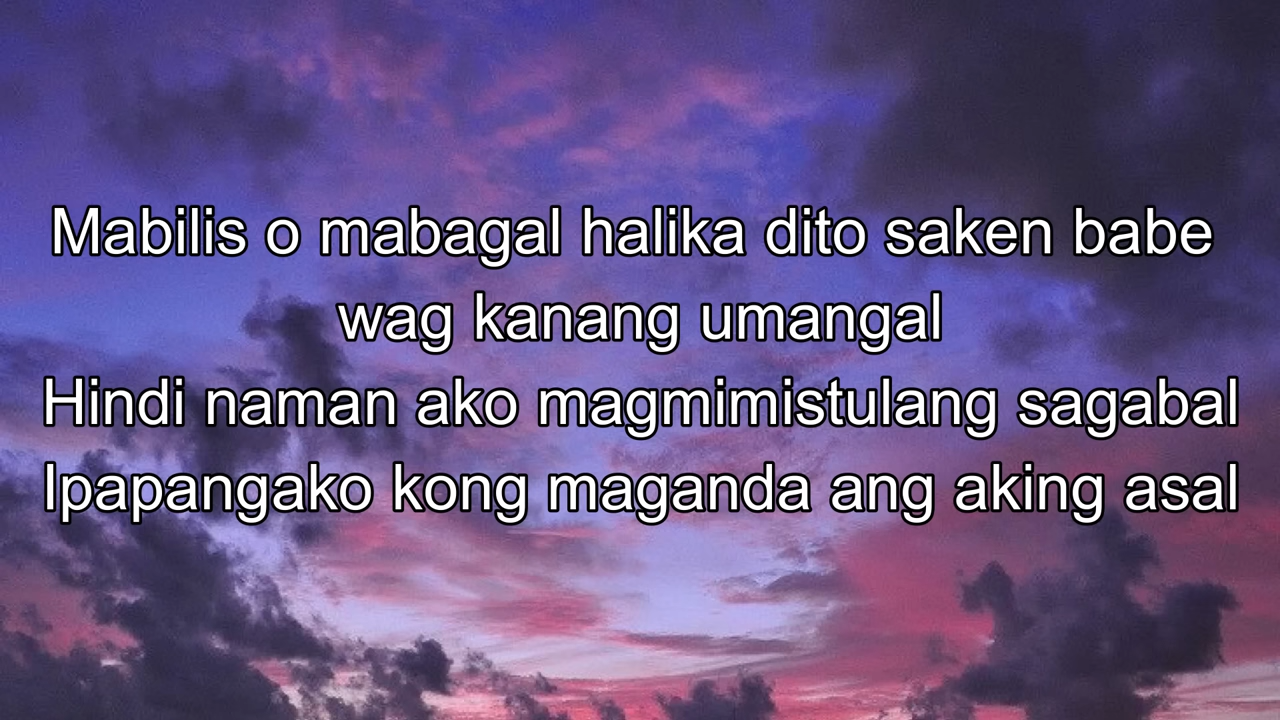 Mabilis o mabagal halika dito saken babe
wag kanang umangal
Hindi naman ako magmimistulang sagabal
Ipapangako kong maganda ang aking asal